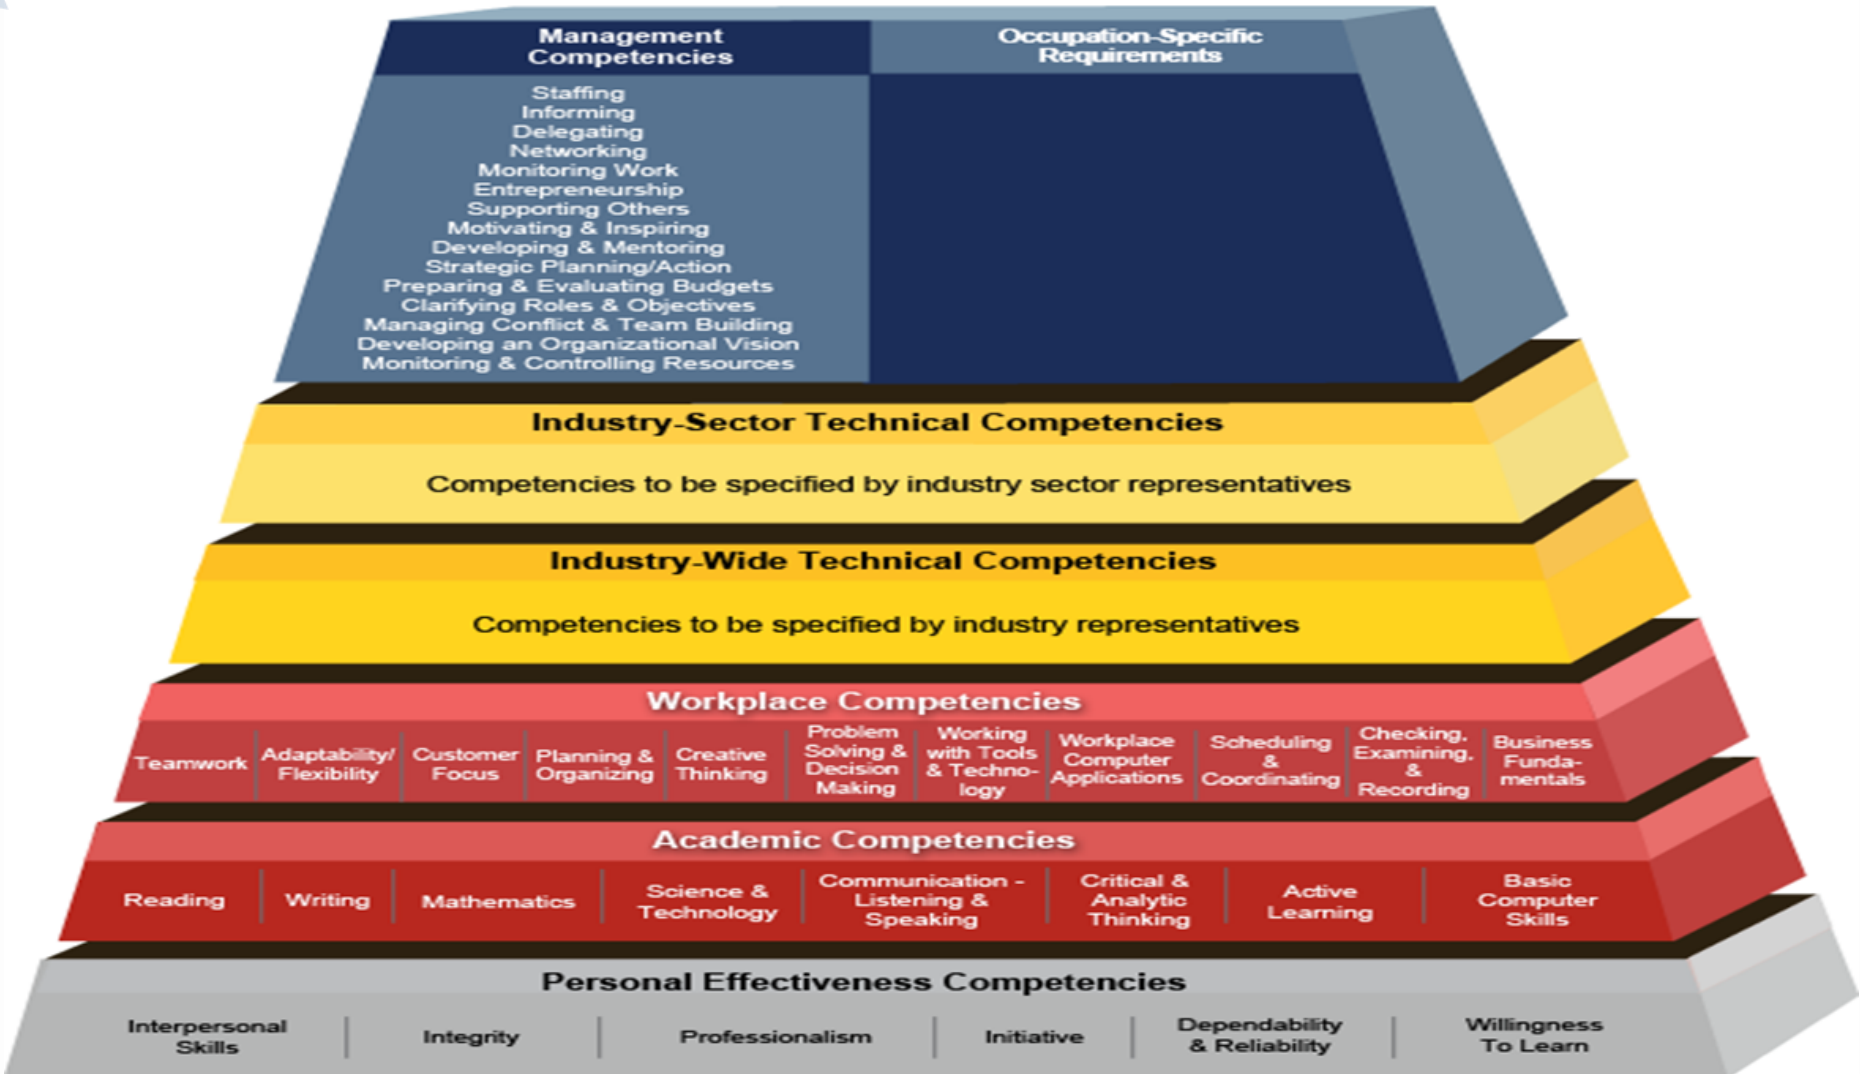 Management
Competencies
Occupation-Specific
Requirements
Staffing
Informing
Delegating
Networking
Monitoring Work
Entrepreneurship
Supporting Others
Motivating & Inspiring
Developing & Mentoring
Strategic Planning/Action
Preparing & Evaluating Budgets
Clarifying Roles & Objectives
Managing Conflict & Team Building
Developing an Organizational Vision
Monitoring & Controlling Resources
Industry-Sector Technical Competencies
Competencies to be specified by industry sector representatives
Industry-Wide Technical Competencies
Competencies to be specified by industry representatives
Workplace Competencies
Teamwork
Adaptability/
Flexibility
Customer
Focus
Planning &
Organizing
Creative
Thinking
Problem
Solving &
Decision
Making
Working
with Tools
& Techno-
logy
Workplace
Computer
Applications
Scheduling
&
Coordinating
Checking,
Examining,
&
Recording
Business
Funda-
mentals
Academic Competencies
Reading
Writing
Mathematics
Science &
Technology
Communication -
Listening &
Speaking
Critical &
Analytic
Thinking
Active
Learning
Basic
Computer
Skills
Personal Effectiveness Competencies
Interpersonal
Skills
Integrity
Professionalism
Initiative
Dependability
& Reliability
Willingness
To Learn